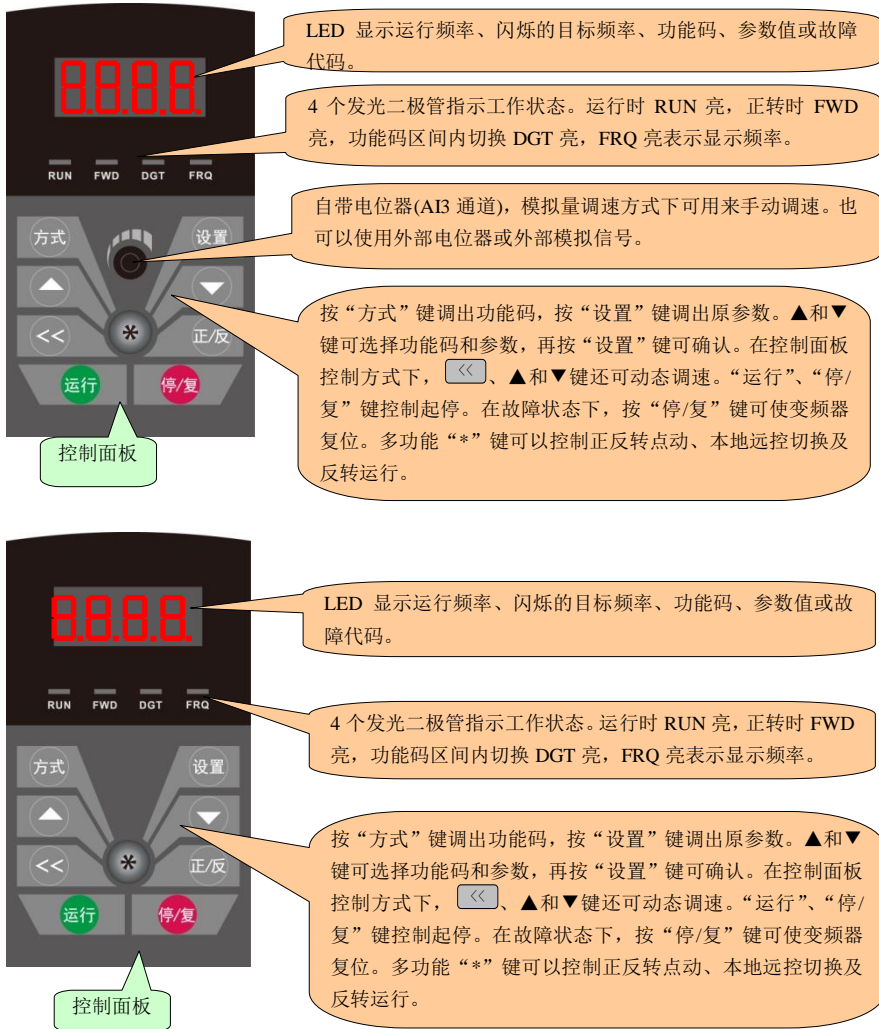 LED 显示运行频率、闪烁的目标频率、功能码、参数值或故障
代码。
8.8.8.8.
4 个发光二极管指示工作状态。运行时 RUN 亮，正转时 FWD
亮，功能码区间内切换 DGT 亮，FRQ 亮表示显示频率。
RUN FWD DGT FRQ
自带电位器(AI3 通道)，模拟量调速方式下可用来手动调速。也
可以使用外部电位器或外部模拟信号。
方式 设置
<< * 正/反
运行 停/复
按“方式”键调出功能码，按“设置”键调出原参数。▲和▼
键可选择功能码和参数，再按“设置”键可确认。在控制面板
控制方式下， << 、▲和▼键还可动态调速。“运行”、“停/
复”键控制起停。在故障状态下，按“停/复”键可使变频器
复位。多功能“*”键可以控制正反转点动、本地远控切换及
反转运行。
控制面板
8.8.8.8.
LED 显示运行频率、闪烁的目标频率、功能码、参数值或故
障代码。
RUN FWD DGT FRQ
4 个发光二极管指示工作状态。运行时 RUN 亮，正转时 FWD
亮，功能码区间内切换 DGT 亮，FRQ 亮表示显示频率。
方式 设置
<< * 正/反
运行 停/复
按“方式”键调出功能码，按“设置”键调出原参数。▲和▼
键可选择功能码和参数，再按“设置”键可确认。在控制面板
控制方式下， << 、▲和▼键还可动态调速。“运行”、“停/
复”键控制起停。在故障状态下，按“停/复”键可使变频器
复位。多功能“*”键可以控制正反转点动、本地远控切换及
反转运行。
控制面板